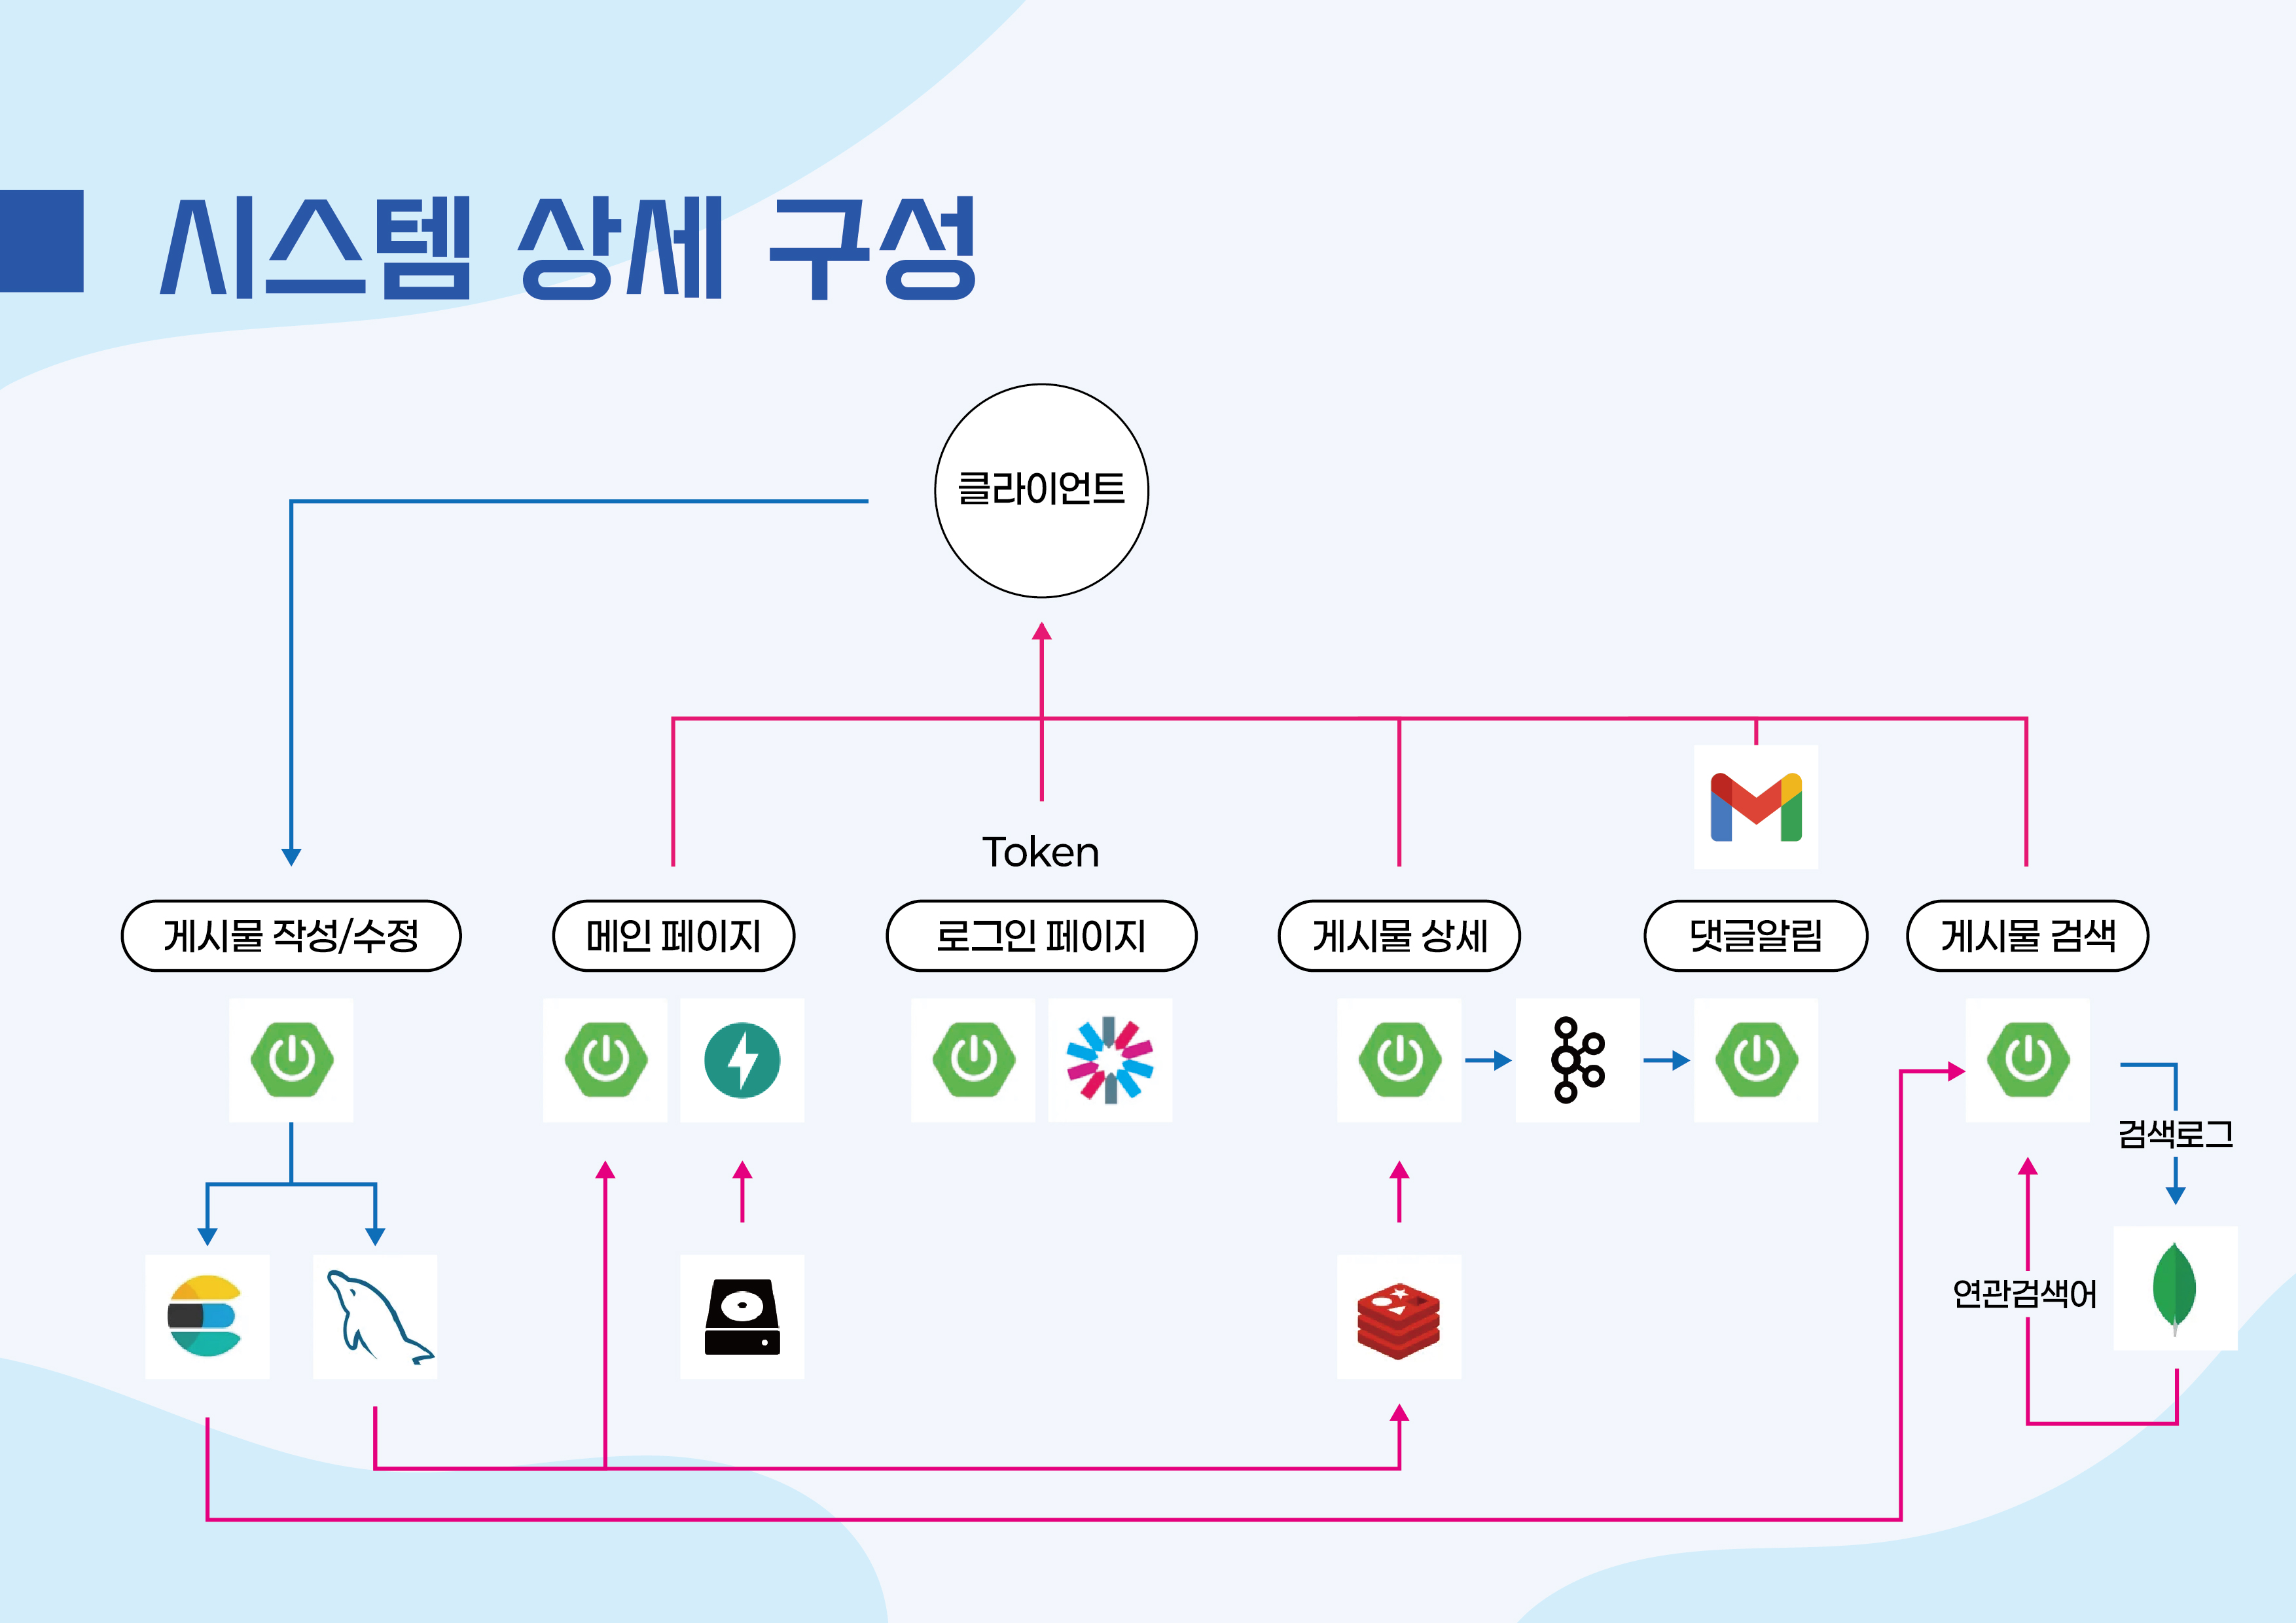 시스템 상세 구성
클라이언트
Token
게시물 작성/수정
메인 페이지
로그인 페이지
게시물 상세
댓글알림
게시물 검색
검색로그
연관검색어